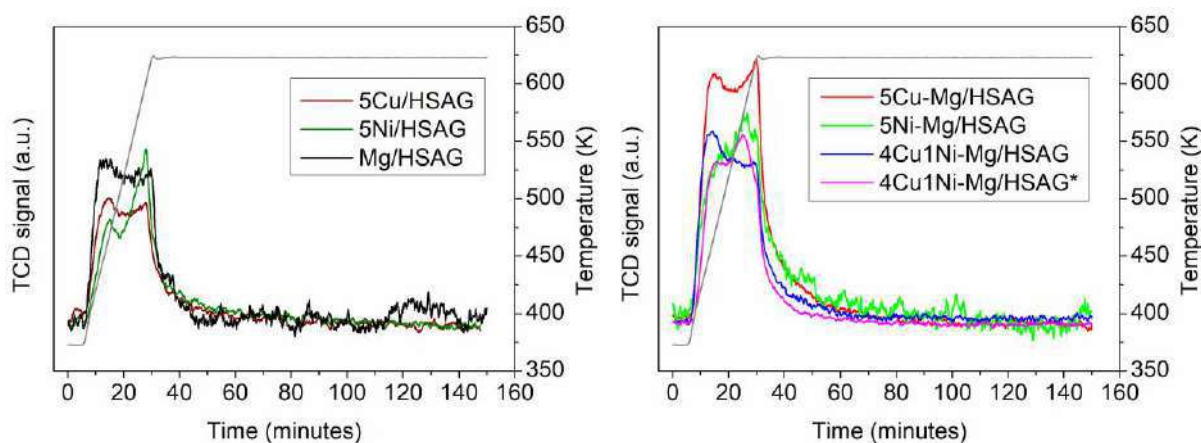 650
600
550
500
450
400
350
0 20 40 60 80 100 120 140 160
TCD signal (a.u.)
Temperature (K)
Time (minutes)
5Cu/HSAG
5Ni/HSAG
Mg/HSAG
650
600
550
500
450
400
350
0 20 40 60 80 100 120 140 160
TCD signal (a.u.)
Temperature (K)
Time (minutes)
5Cu-Mg/HSAG
5Ni-Mg/HSAG
4Cu1Ni-Mg/HSAG
4Cu1Ni-Mg/HSAG*